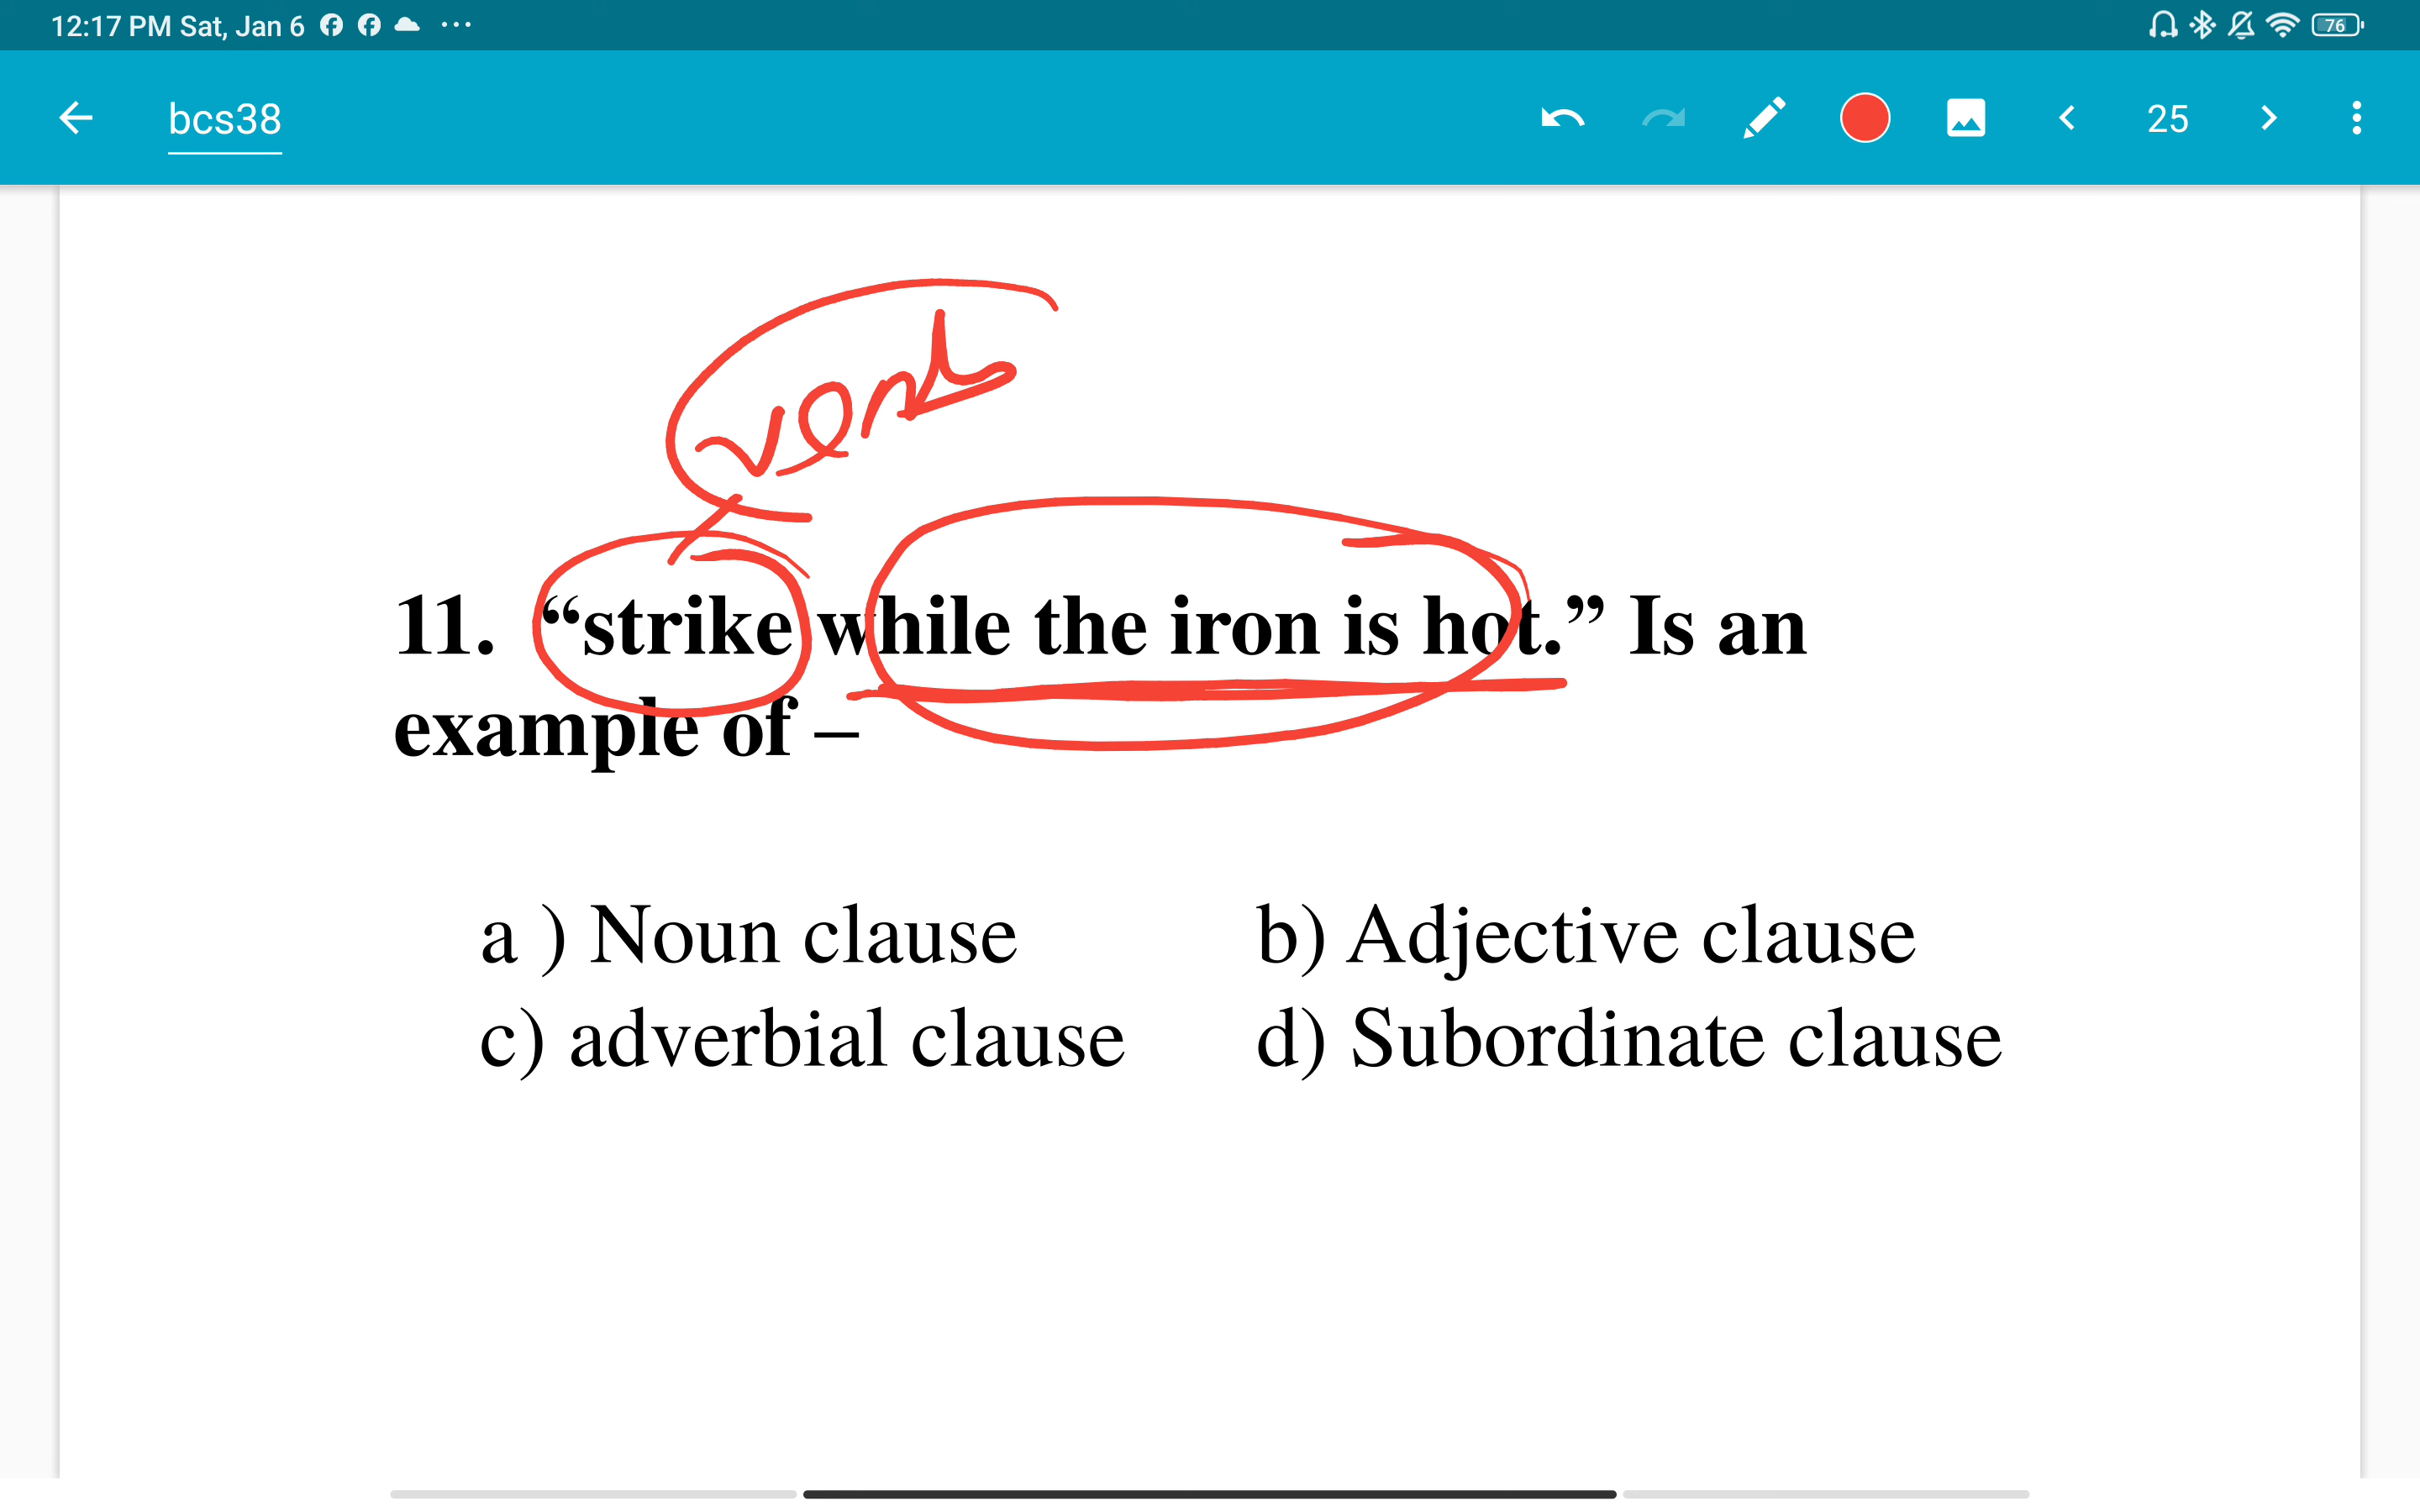 12:17 PM Sat, Jan 6 ...
76
bcs38
25
verb
11. “strike while the iron is hot.” Is an
example of –
a ) Noun clause b) Adjective clause
c) adverbial clause d) Subordinate clause